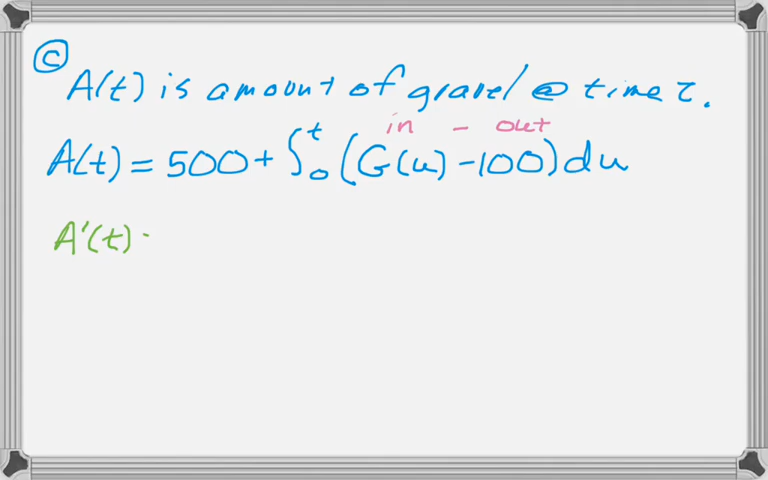 ⓒ
A(t) is amount of gravel @ time t.
in - out
A(t) = 500 + ∫₀ᵗ (G(u) - 100) du
A'(t) -